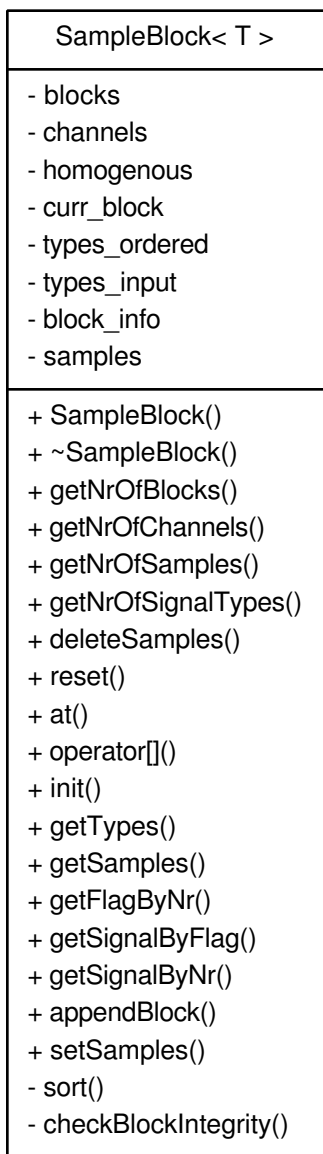 SampleBlock< T >
- blocks
- channels
- homogenous
- curr_block
- types_ordered
- types_input
- block_info
- samples
+ SampleBlock()
+ ~SampleBlock()
+ getNrOfBlocks()
+ getNrOfChannels()
+ getNrOfSamples()
+ getNrOfSignalTypes()
+ deleteSamples()
+ reset()
+ at()
+ operator[]()
+ init()
+ getTypes()
+ getSamples()
+ getFlagByNr()
+ getSignalByFlag()
+ getSignalByNr()
+ appendBlock()
+ setSamples()
- sort()
- checkBlockIntegrity()